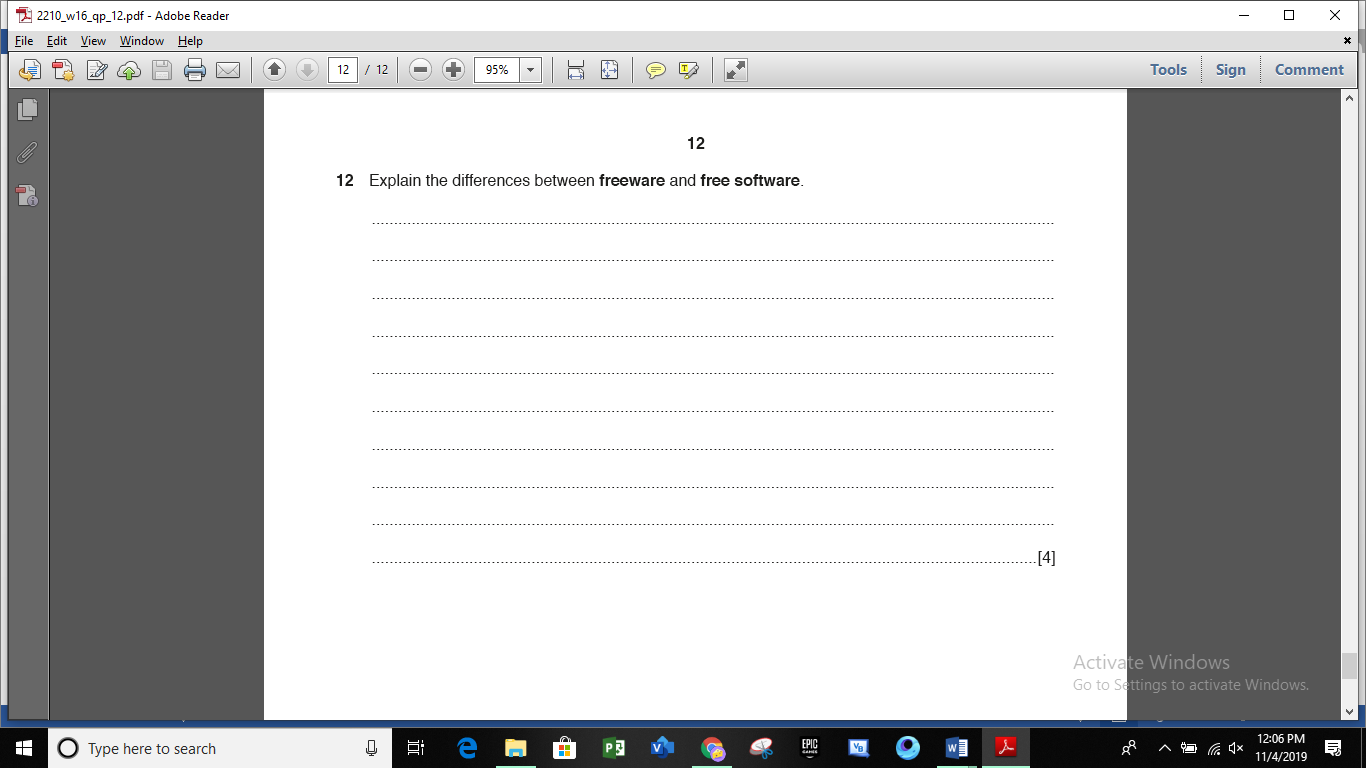 2210_w16_qp_12.pdf - Adobe Reader
File Edit View Window Help
12 / 12 95% Tools Sign Comment
12
12 Explain the differences between freeware and free software.
[4]
Activate Windows
Go to Settings to activate Windows.
Type here to search
12:06 PM
11/4/2019